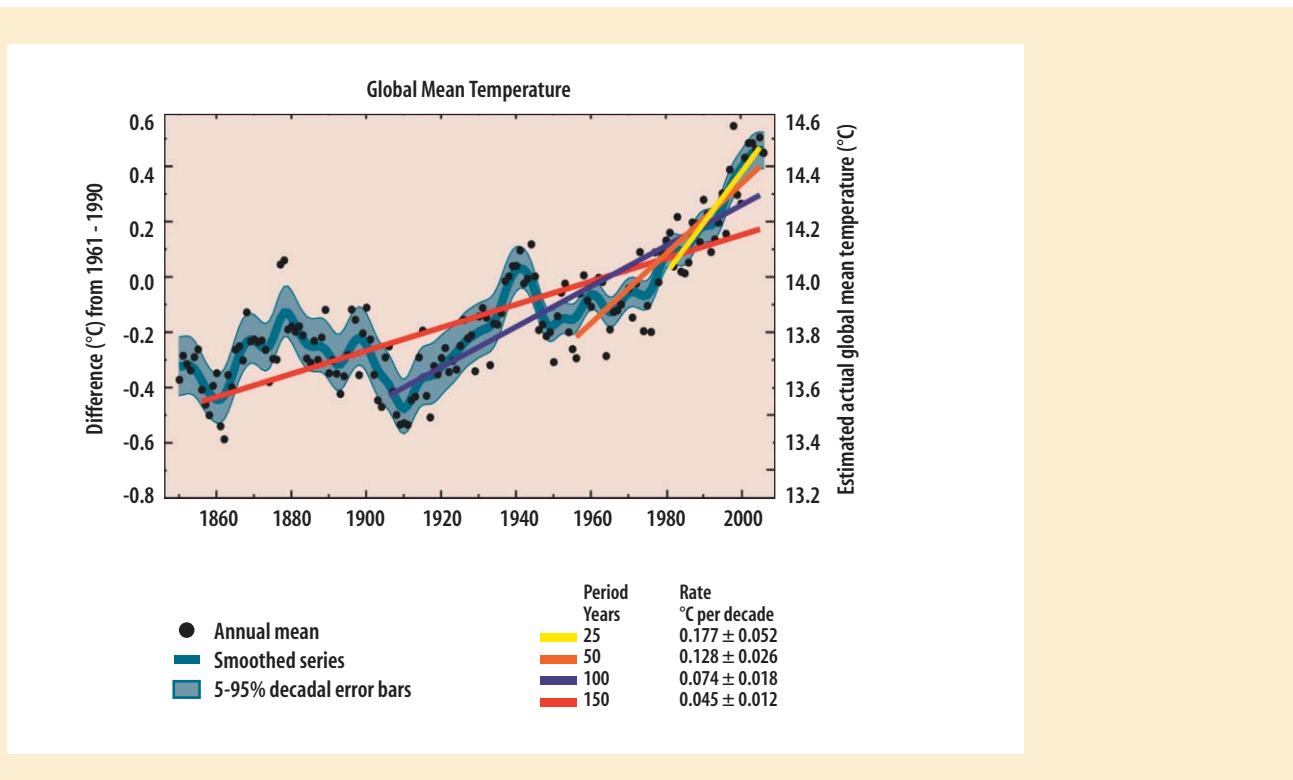 Global Mean Temperature
Difference (°C) from 1961 - 1990
0.6
0.4
0.2
0.0
-0.2
-0.4
-0.6
-0.8
14.6
14.4
14.2
14.0
13.8
13.6
13.4
13.2
Estimated actual global mean temperature (°C)
1860 1880 1900 1920 1940 1960 1980 2000
Annual mean
Smoothed series
5-95% decadal error bars
Period Rate
Years °C per decade
25 0.177 ± 0.052
50 0.128 ± 0.026
100 0.074 ± 0.018
150 0.045 ± 0.012